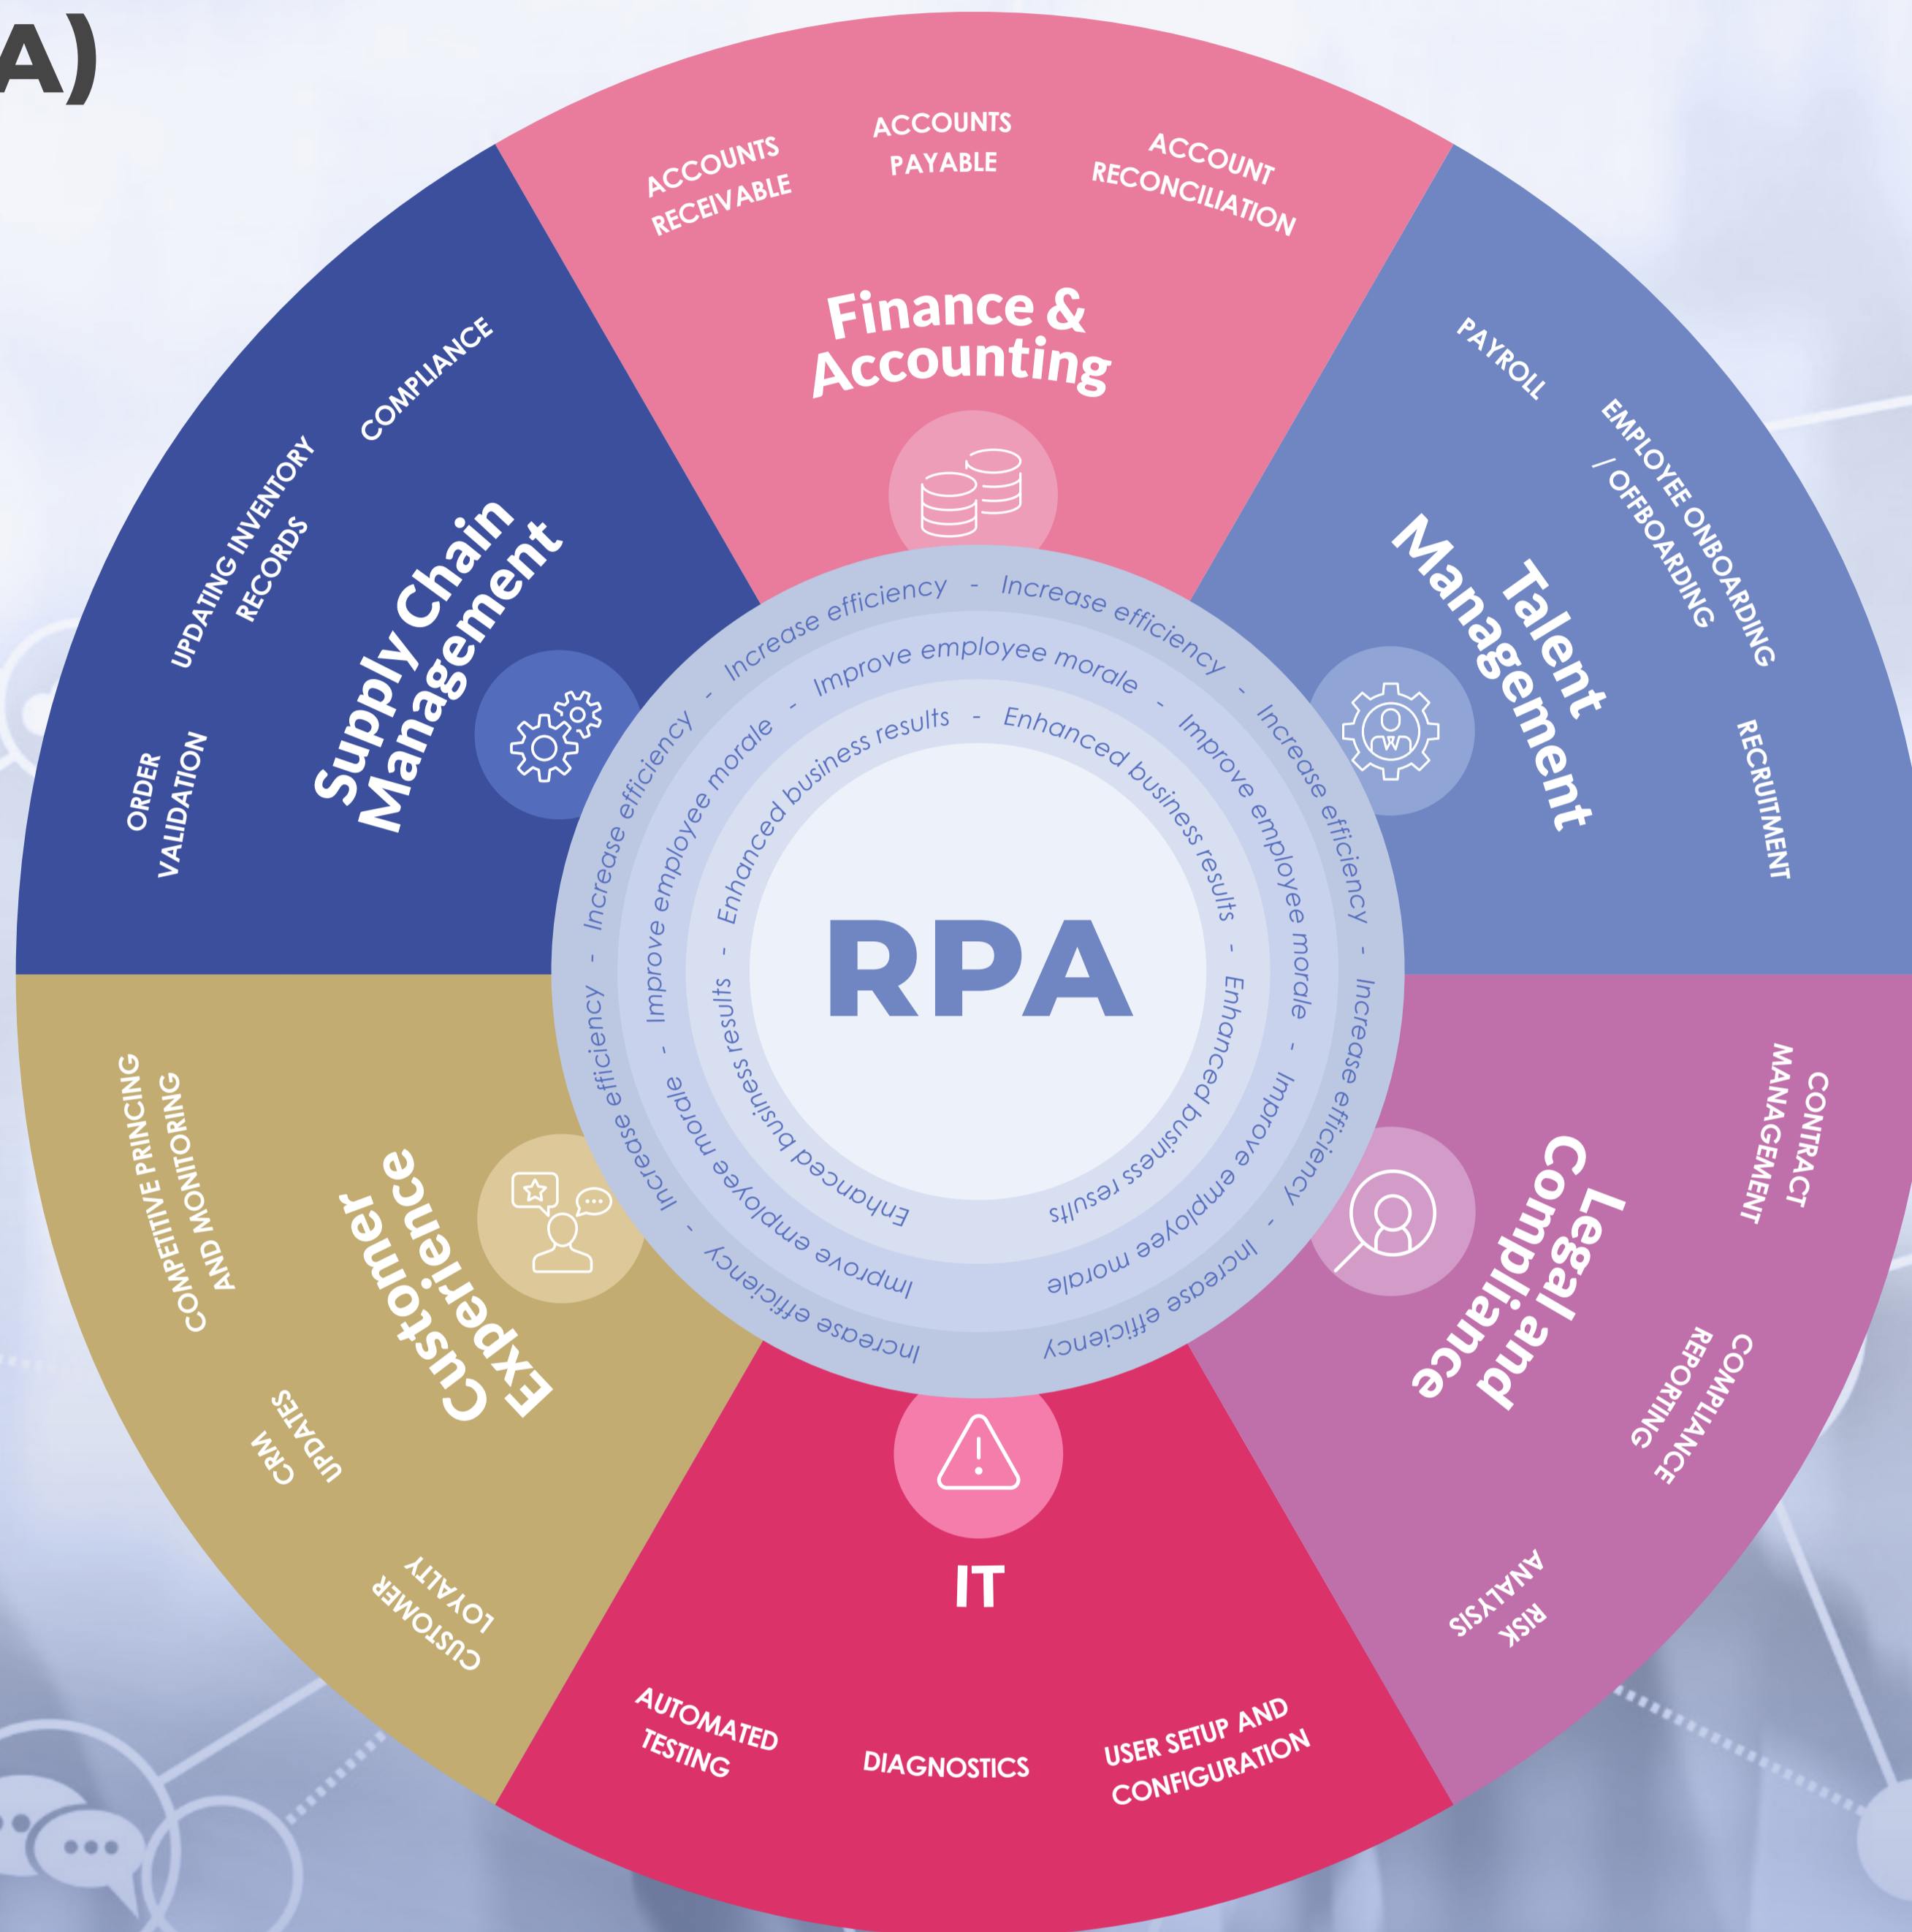 A)
ACCOUNTS
RECEIVABLE
ACCOUNTS
PAYABLE
ACCOUNT
RECONCILIATION
Finance &
Accounting
PAYROLL
EMPLOYEE ONBOARDING
/ OFFBOARDING
RECRUITMENT
Talent
Management
CONTRACT
MANAGEMENT
COMPLIANCE
REPORTING
RISK
ANALYSIS
Legal and
Compliance
IT
AUTOMATED
TESTING
DIAGNOSTICS
USER SETUP AND
CONFIGURATION
Customer
Experience
COMPETITIVE PRINCING
AND MONITORING
CRM
UPDATES
CUSTOMER
LOYALTY
Supply Chain
Management
ORDER
VALIDATION
UPDATING INVENTORY
RECORDS
COMPLIANCE
Increase efficiency - Increase efficiency - Increase efficiency - Increase efficiency - Increase efficiency - Increase efficiency - Increase efficiency - Increase efficiency
Improve employee morale - Improve employee morale - Improve employee morale - Improve employee morale - Improve employee morale
Enhanced business results - Enhanced business results - Enhanced business results - Enhanced business results
RPA